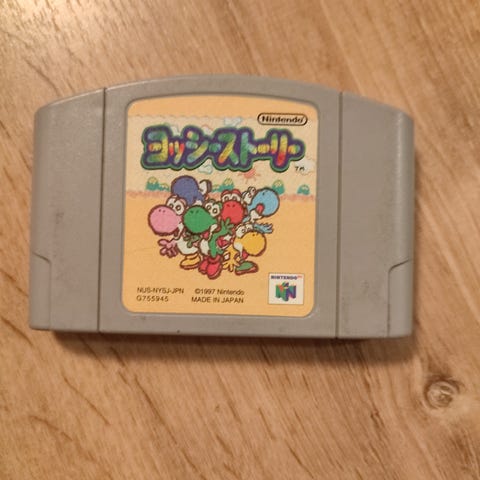 Nintendo
ヨッシーストーリー
TM
NUS-NYSJ-JPN
G755945
©1997 Nintendo
MADE IN JAPAN
NINTENDO